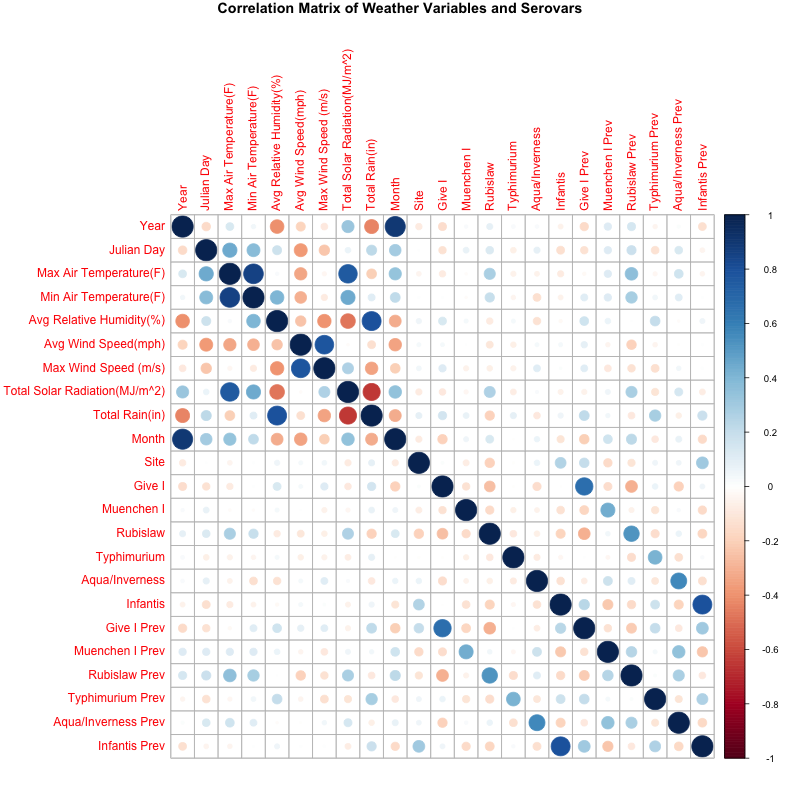 Correlation Matrix of Weather Variables and Serovars
Year
Julian Day
Max Air Temperature(F)
Min Air Temperature(F)
Avg Relative Humidity(%)
Avg Wind Speed(mph)
Max Wind Speed (m/s)
Total Solar Radiation(MJ/m^2)
Total Rain(in)
Month
Site
Give I
Muenchen I
Rubislaw
Typhimurium
Aqua/Inverness
Infantis
Give I Prev
Muenchen I Prev
Rubislaw Prev
Typhimurium Prev
Aqua/Inverness Prev
Infantis Prev
Year
Julian Day
Max Air Temperature(F)
Min Air Temperature(F)
Avg Relative Humidity(%)
Avg Wind Speed(mph)
Max Wind Speed (m/s)
Total Solar Radiation(MJ/m^2)
Total Rain(in)
Month
Site
Give I
Muenchen I
Rubislaw
Typhimurium
Aqua/Inverness
Infantis
Give I Prev
Muenchen I Prev
Rubislaw Prev
Typhimurium Prev
Aqua/Inverness Prev
Infantis Prev
1
0.8
0.6
0.4
0.2
0
-0.2
-0.4
-0.6
-0.8
-1